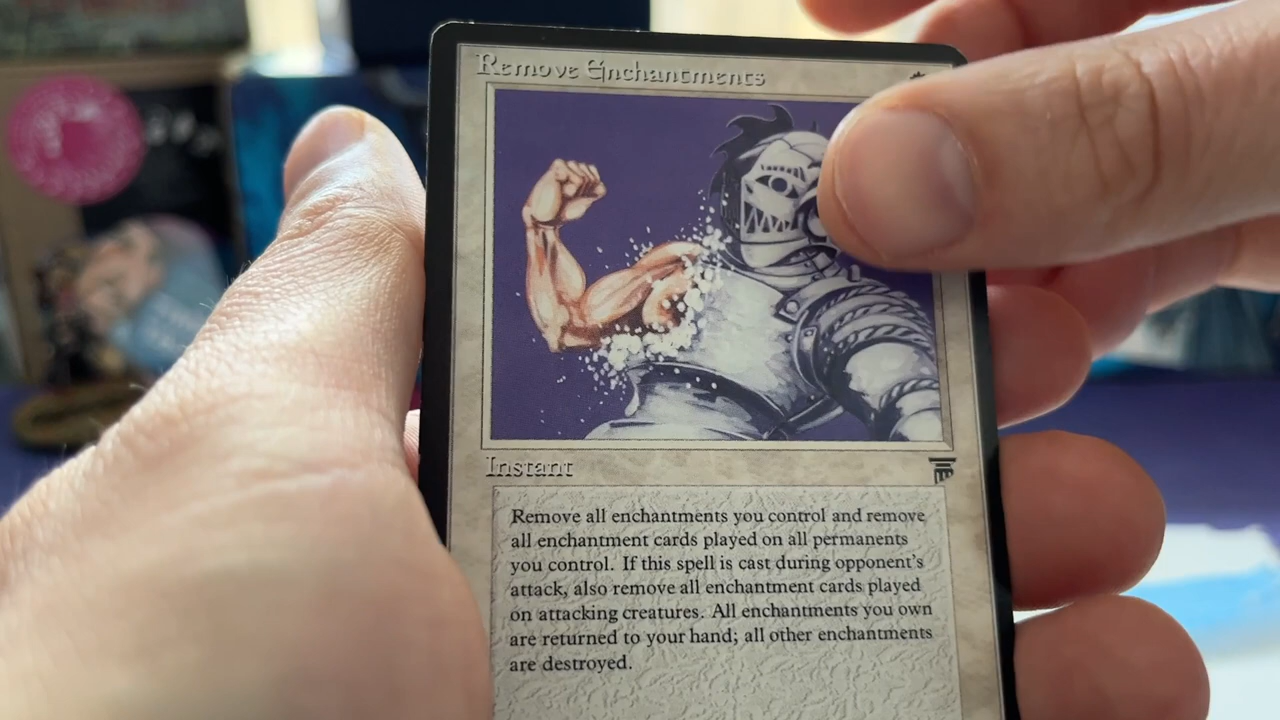 Remove Enchantments
Instant
Remove all enchantments you control and remove
all enchantment cards played on all permanents
you control. If this spell is cast during opponent's
attack, also remove all enchantment cards played
on attacking creatures. All enchantments you own
are returned to your hand; all other enchantments
are destroyed.